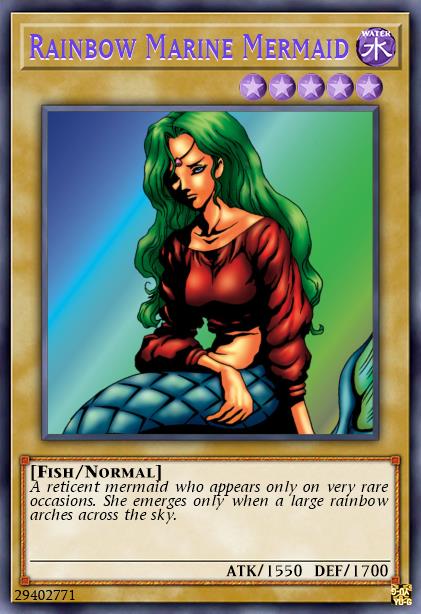 RAINBOW MARINE MERMAID
WATER
水
[FISH/NORMAL]
A reticent mermaid who appears only on very rare
occasions. She emerges only when a large rainbow
arches across the sky.
ATK/1550 DEF/1700
29402771